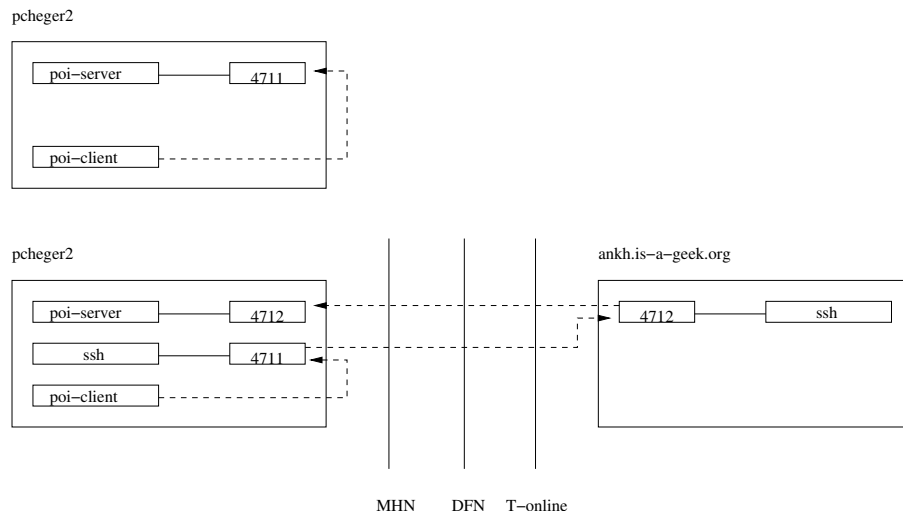 pcheger2
poi−server
4711
poi−client
pcheger2
ankh.is−a−geek.org
poi−server
4712
4712
ssh
ssh
4711
poi−client
MHN
DFN
T−online